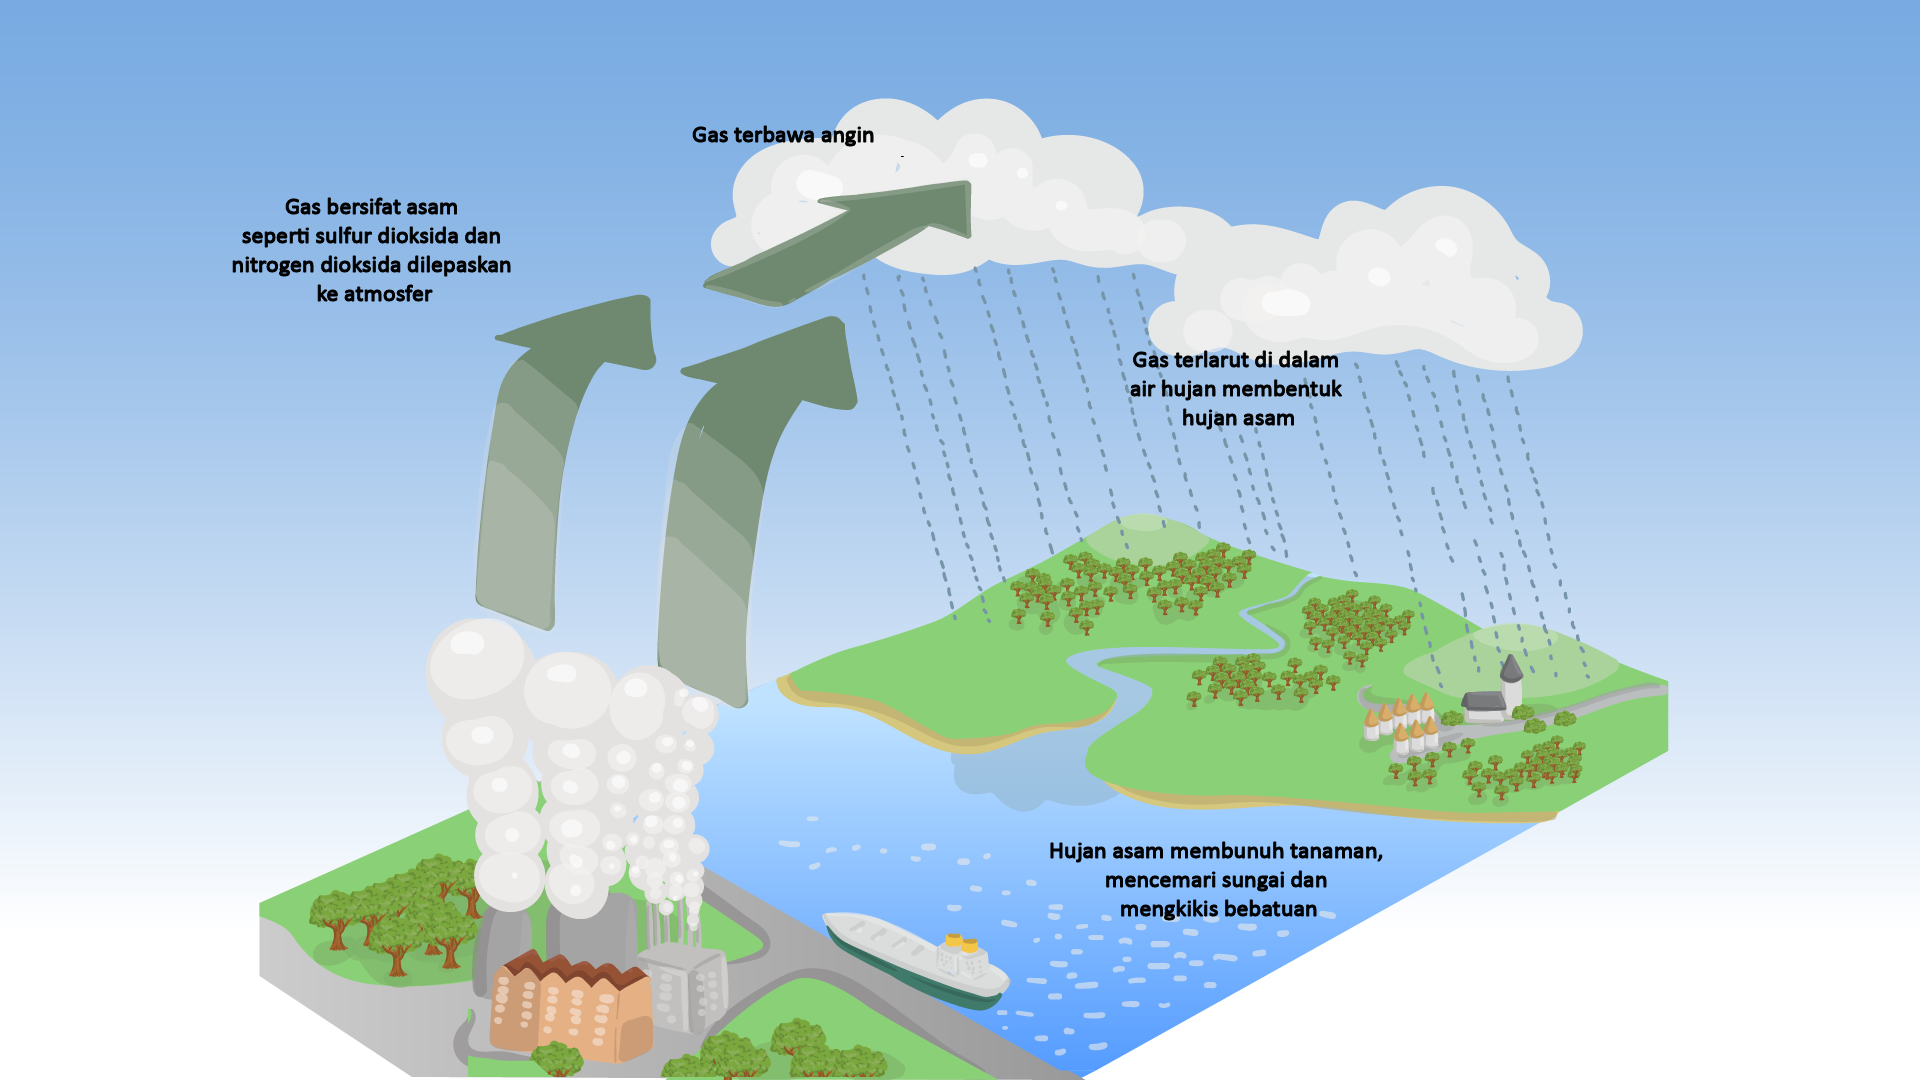 Gas terbawa angin
Gas bersifat asam
seperti sulfur dioksida dan
nitrogen dioksida dilepaskan
ke atmosfer
Gas terlarut di dalam
air hujan membentuk
hujan asam
Hujan asam membunuh tanaman,
mencemari sungai dan
mengkikis bebatuan